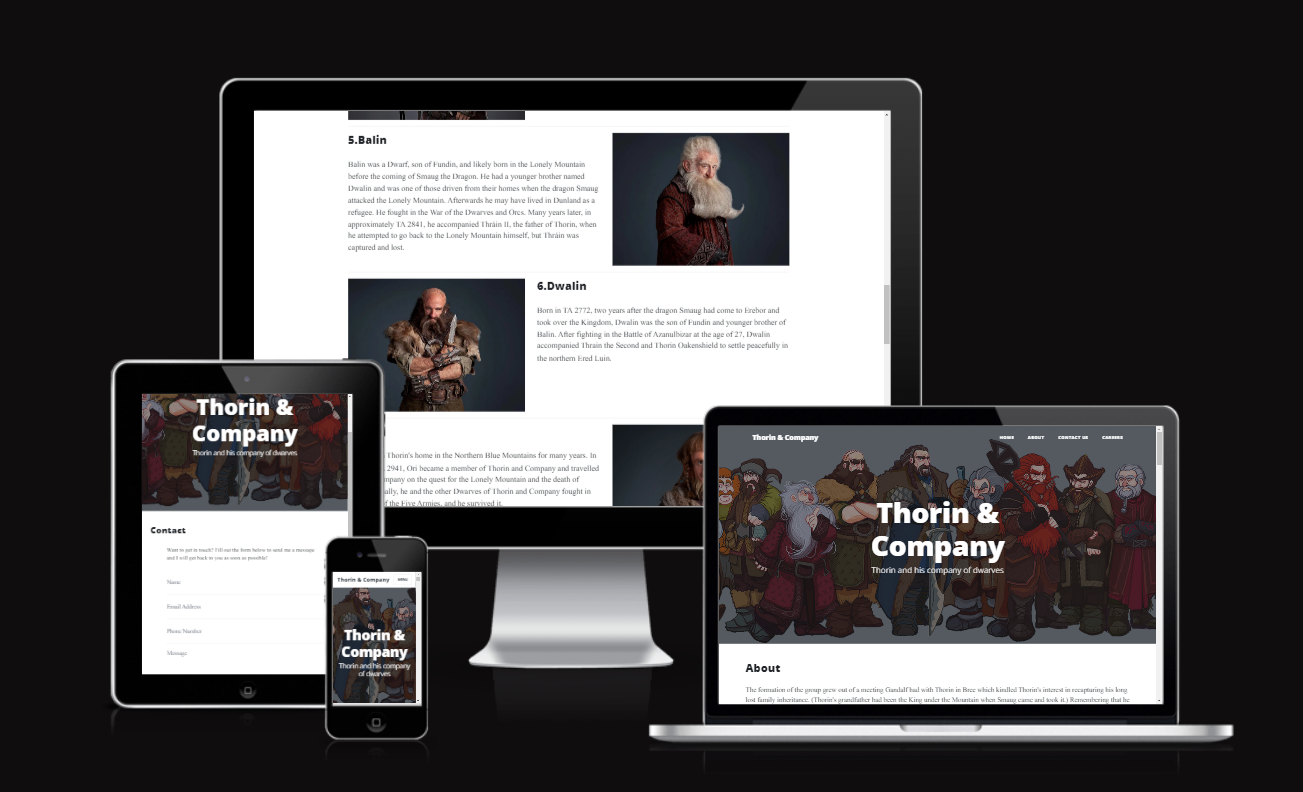 5.Balin
Balin was a Dwarf, son of Fundin, and likely born in the Lonely Mountain
before the coming of Smaug the Dragon. He had a younger brother named
Dwalin and was one of those driven from their homes when the dragon Smaug
attacked the Lonely Mountain. Afterwards he may have lived in Dunland as a
refugee. He fought in the War of the Dwarves and Orcs. Many years later, in
approximately TA 2841, he accompanied Thráin II, the father of Thorin, when
he attempted to go back to the Lonely Mountain himself, but Thráin was
captured and lost.
6.Dwalin
Born in TA 2772, two years after the dragon Smaug had come to Erebor and
took over the Kingdom, Dwalin was the son of Fundin and younger brother of
Balin. After fighting in the Battle of Azanulbizar at the age of 27, Dwalin
accompanied Thrain the Second and Thorin Oakenshield to settle peacefully in
the northern Ered Luin.
Thorin's home in the Northern Blue Mountains for many years. In
2941, Ori became a member of Thorin and Company and travelled
mpany on the quest for the Lonely Mountain and the death of
ally, he and the other Dwarves of Thorin and Company fought in
f the Five Armies, and he survived it.
Thorin &
Company
Thorin and his company of dwarves
Contact
Want to get in touch? Fill out the form below to send me a message
and I will get back to you as soon as possible!
Name
Email Address
Phone Number
Message
Thorin & Company
MENU
Thorin &
Company
Thorin and his company
of dwarves
Thorin & Company
HOME ABOUT CONTACT US CAREERS
Thorin &
Company
Thorin and his company of dwarves
About
The formation of the group grew out of a meeting Gandalf had with Thorin in Bree which kindled Thorin's interest in recapturing his long
lost family inheritance. (Thorin's grandfather had been the King under the Mountain when Smaug came and took it.) Remembering that he